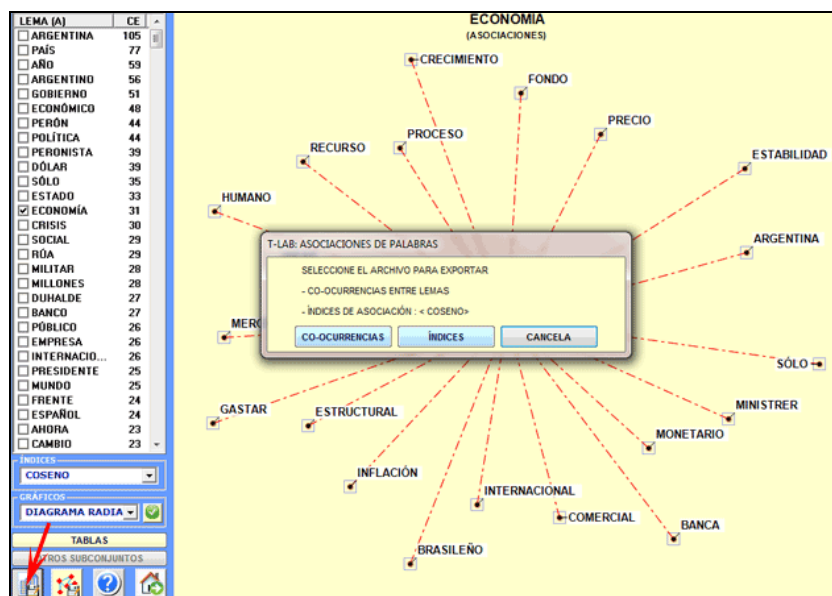 LEMA (A) CE
ARGENTINA 105
PAÍS 77
AÑO 59
ARGENTINO 56
GOBIERNO 51
ECONÓMICO 48
PERÓN 44
POLÍTICA 44
PERONISTA 39
DÓLAR 39
SÓLO 35
ESTADO 33
ECONOMÍA 31
CRISIS 30
SOCIAL 29
RÚA 29
MILITAR 28
MILLONES 28
DUHALDE 27
BANCO 27
PÚBLICO 26
EMPRESA 26
INTERNACIO... 26
PRESIDENTE 25
MUNDO 25
FRENTE 24
ESPAÑOL 24
AHORA 23
CAMBIO 23
ÍNDICES
COSENO
GRÁFICOS
DIAGRAMA RADIA
TABLAS
OTROS SUBCONJUNTOS
ECONOMÍA
(ASOCIACIONES)
CRECIMIENTO
FONDO
PRECIO
PROCESO
RECURSO
ESTABILIDAD
HUMANO
ARGENTINA
T-LAB: ASOCIACIONES DE PALABRAS
SELECCIONE EL ARCHIVO PARA EXPORTAR
- CO-OCURRENCIAS ENTRE LEMAS
- ÍNDICES DE ASOCIACIÓN : < COSENO>
CO-OCURRENCIAS ÍNDICES CANCELA
SÓLO
GASTAR
ESTRUCTURAL
MINISTRER
MONETARIO
INFLACIÓN
INTERNACIONAL
COMERCIAL
BANCA
BRASILEÑO